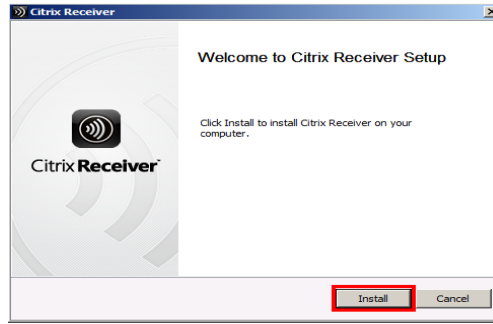 Citrix Receiver
Welcome to Citrix Receiver Setup
Click Install to install Citrix Receiver on your
computer.
Citrix Receiver™
Install
Cancel